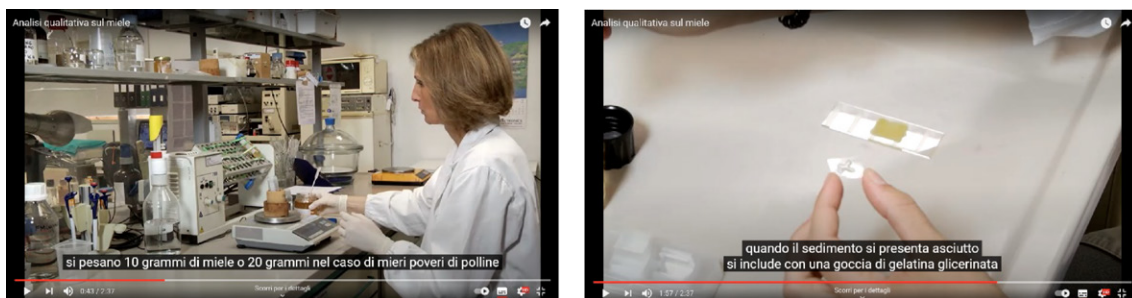 Analisi qualitativa sul miele
si pesano 10 grammi di miele o 20 grammi nel caso di mieri poveri di polline
0:43 / 2:37
Scorri per i dettagli
Analisi qualitativa sul miele
quando il sedimento si presenta asciutto
si include con una goccia di gelatina glicerinata
1:57 / 2:37
Scorri per i dettagli